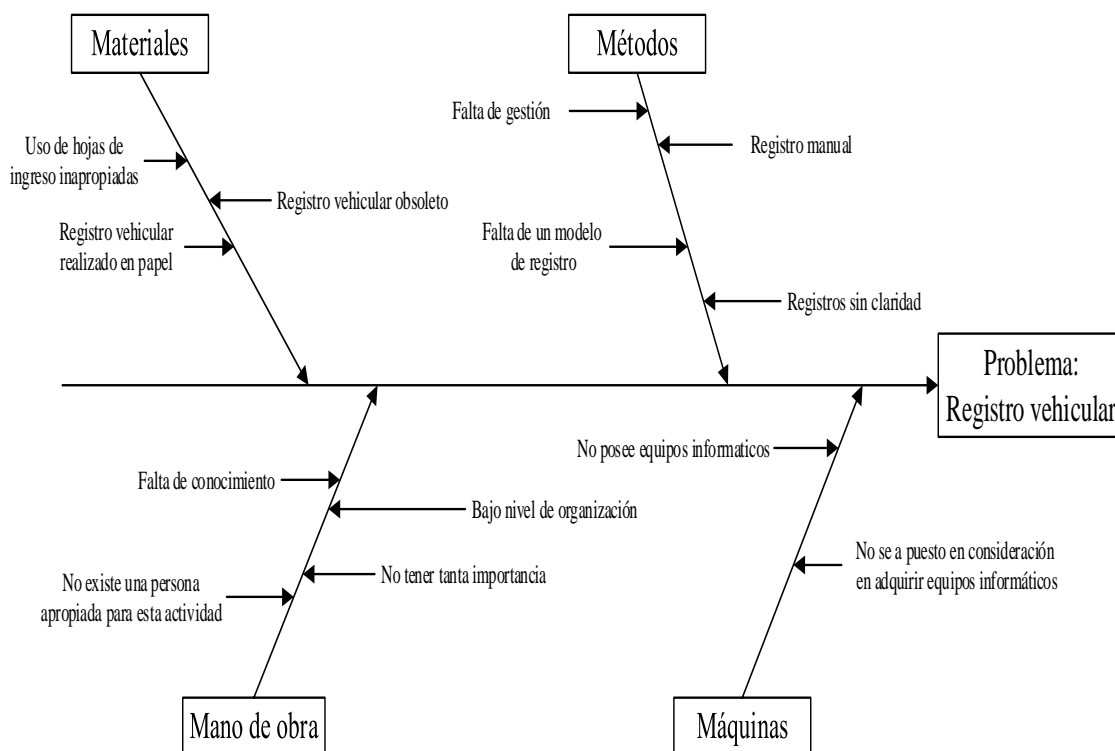 Materiales
Métodos
Falta de gestión
Registro manual
Uso de hojas de
ingreso inapropiadas
Registro vehicular obsoleto
Registro vehicular
realizado en papel
Falta de un modelo
de registro
Registros sin claridad
Problema:
Registro vehicular
No posee equipos informaticos
Falta de conocimiento
Bajo nivel de organización
No se a puesto en consideración
en adquirir equipos informáticos
No tener tanta importancia
No existe una persona
apropiada para esta actividad
Mano de obra
Máquinas